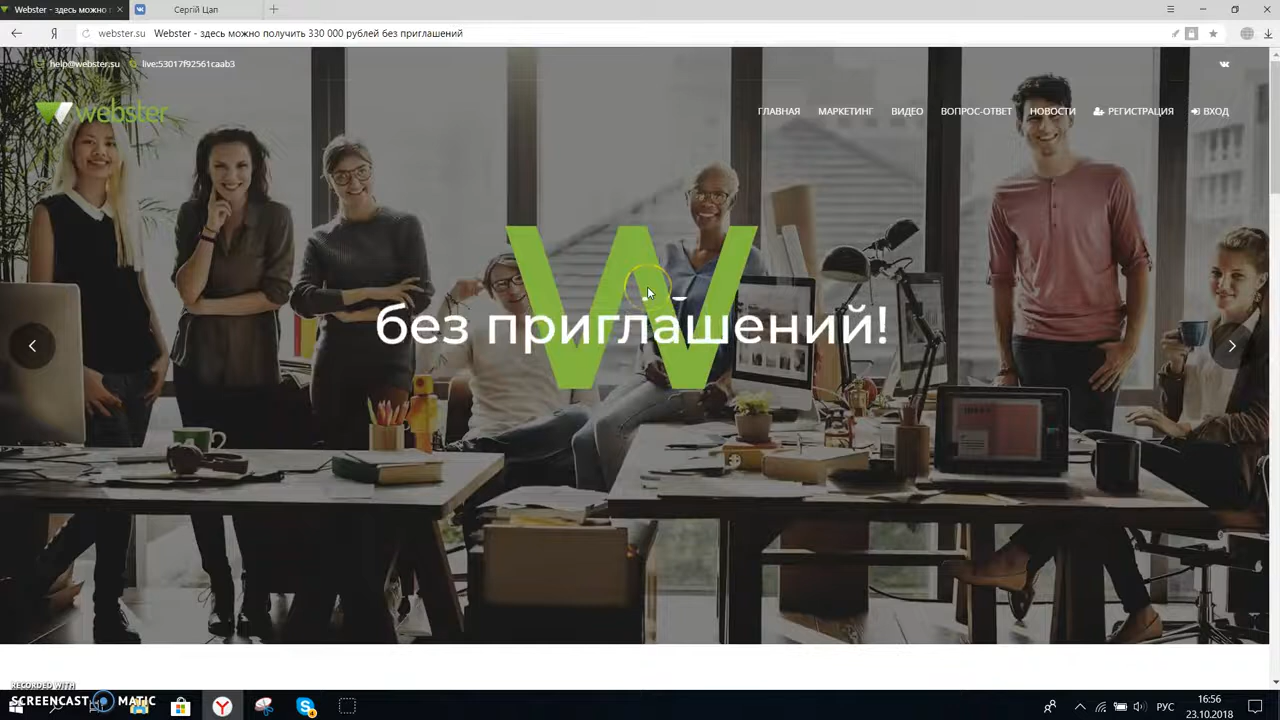 Webster - здесь можно г
Сергій Цап
Я
webster.su
Webster - здесь можно получить 330 000 рублей без приглашений
help@webster.su
live:53017f92561caab3
webster
ГЛАВНАЯ
МАРКЕТИНГ
ВИДЕО
ВОПРОС-ОТВЕТ
НОВОСТИ
РЕГИСТРАЦИЯ
ВХОД
W
без приглашений!
RECORDED WITH
SCREENCAST MATIC
РУС
16:56
23.10.2018